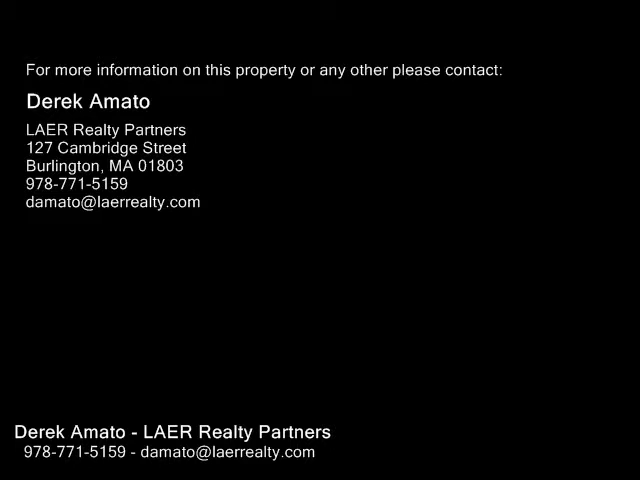 For more information on this property or any other please contact:
Derek Amato
LAER Realty Partners
127 Cambridge Street
Burlington, MA 01803
978-771-5159
damato@laerrealty.com
Derek Amato - LAER Realty Partners
978-771-5159 - damato@laerrealty.com